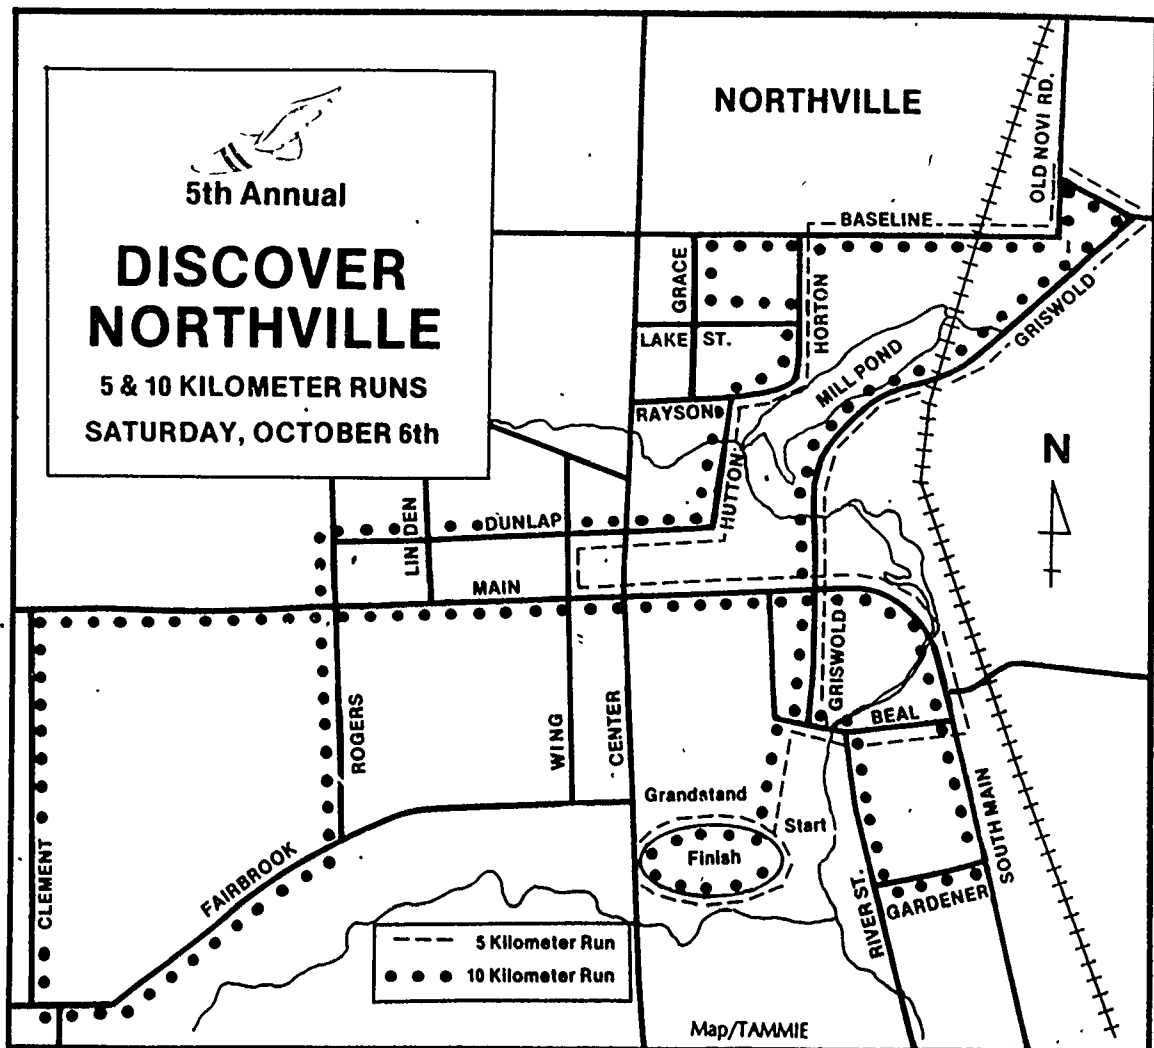 5th Annual
DISCOVER
NORTHVILLE
5 & 10 KILOMETER RUNS
SATURDAY, OCTOBER 6th
NORTHVILLE
OLD NOVI RD.
BASELINE
GRACE
HORTON
LAKE ST.
GRISWOLD
MILL POND
RAYSON
HUTTON
N
LINDEN
DUNLAP
MAIN
GRISWOLD
BEAL
ROGERS
WING
CENTER
SOUTH MAIN
Grandstand
Start
Finish
CLEMENT
FAIRBROOK
RIVER ST.
GARDENER
5 Kilometer Run
10 Kilometer Run
Map/TAMMIE